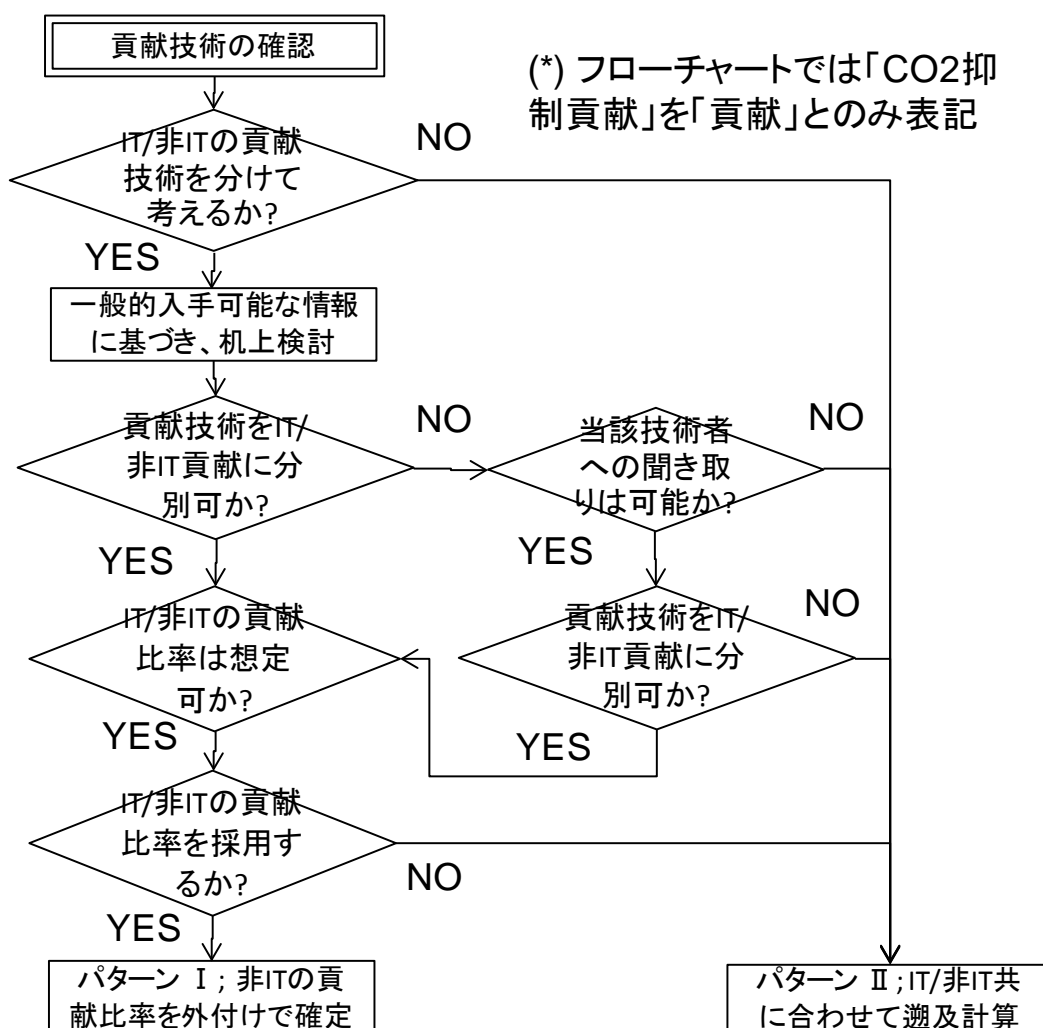 貢献技術の確認
(*) フローチャートでは「CO2抑
制貢献」を「貢献」とのみ表記
IT/非ITの貢献
技術を分けて
考えるか?
NO
YES
一般的入手可能な情報
に基づき、机上検討
貢献技術をIT/
非IT貢献に分
別可か?
NO
当該技術者
への聞き取
りは可能か?
NO
YES
YES
IT/非ITの貢献
比率は想定
可か?
貢献技術をIT/
非IT貢献に分
別可か?
NO
YES
YES
IT/非ITの貢献
比率を採用す
るか?
NO
YES
パターン Ⅰ;非ITの貢
献比率を外付けで確定
パターン Ⅱ;IT/非IT共
に合わせて遡及計算